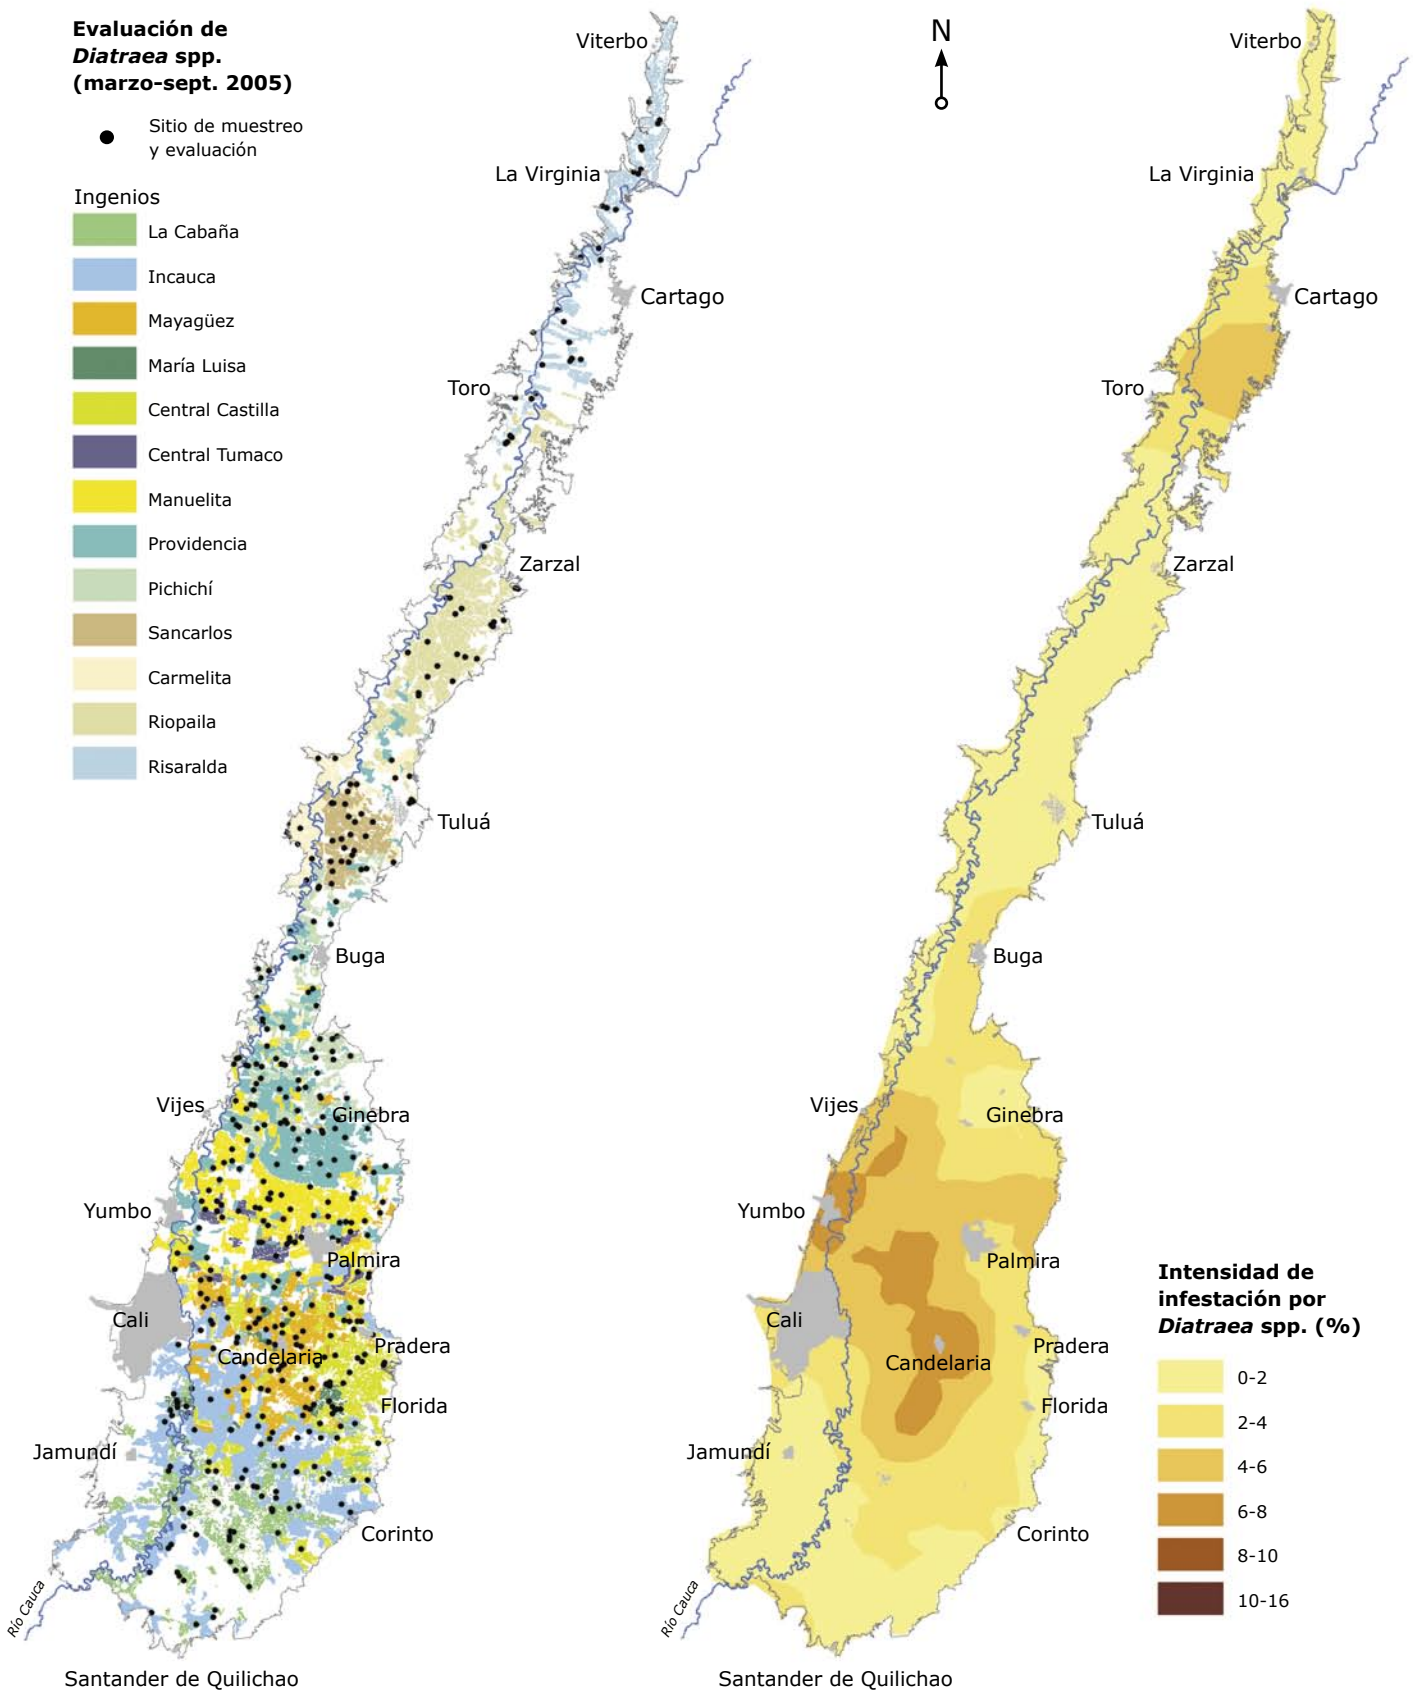 Evaluación de
Diatraea spp.
(marzo-sept. 2005)
Sitio de muestreo
y evaluación
Ingenios
La Cabaña
Incauca
Mayagüez
María Luisa
Central Castilla
Central Tumaco
Manuelita
Providencia
Pichichí
Sancarlos
Carmelita
Riopaila
Risaralda
Viterbo
La Virginia
Cartago
Toro
Zarzal
Tuluá
Buga
Vijes
Ginebra
Yumbo
Palmira
Cali
Candelaria
Pradera
Florida
Jamundí
Corinto
Río Cauca
Santander de Quilichao
N
Viterbo
La Virginia
Cartago
Toro
Zarzal
Tuluá
Buga
Vijes
Ginebra
Yumbo
Palmira
Cali
Candelaria
Pradera
Florida
Jamundí
Corinto
Río Cauca
Santander de Quilichao
Intensidad de
infestación por
Diatraea spp. (%)
0-2
2-4
4-6
6-8
8-10
10-16